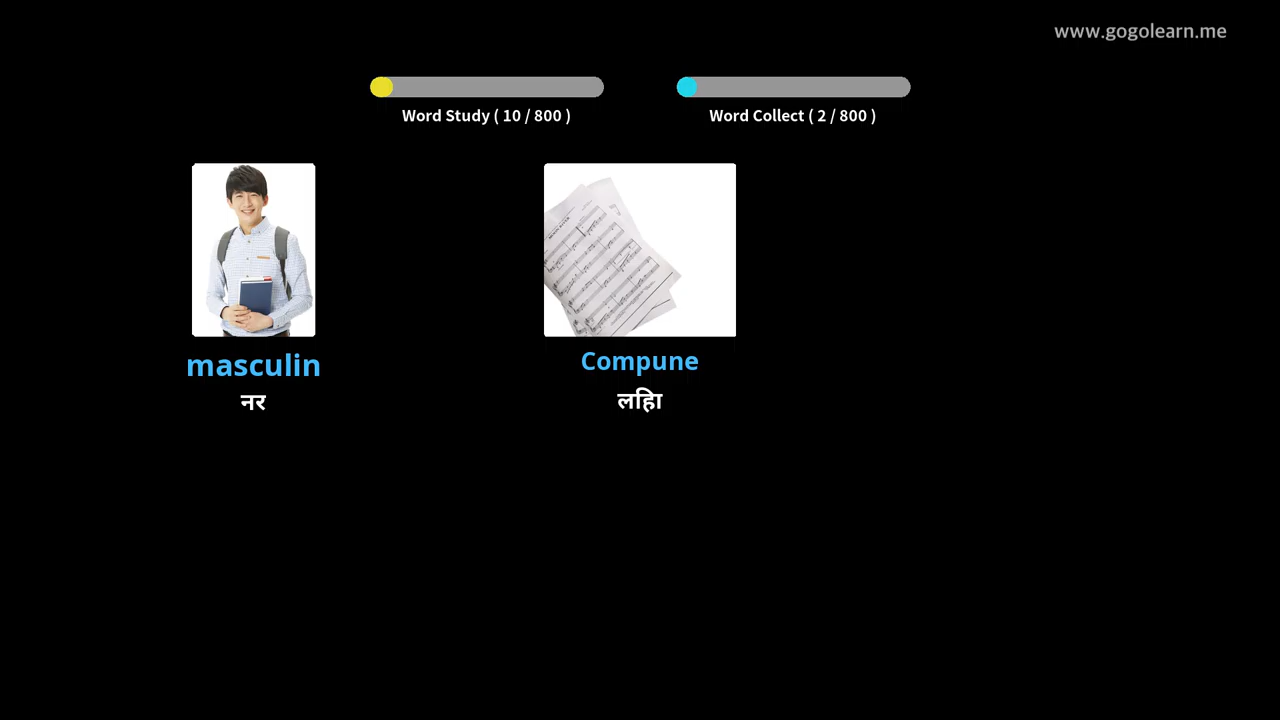 www.gogolearn.me
Word Study ( 10 / 800 )
Word Collect ( 2 / 800 )
masculin
नर
Compune
लहिा